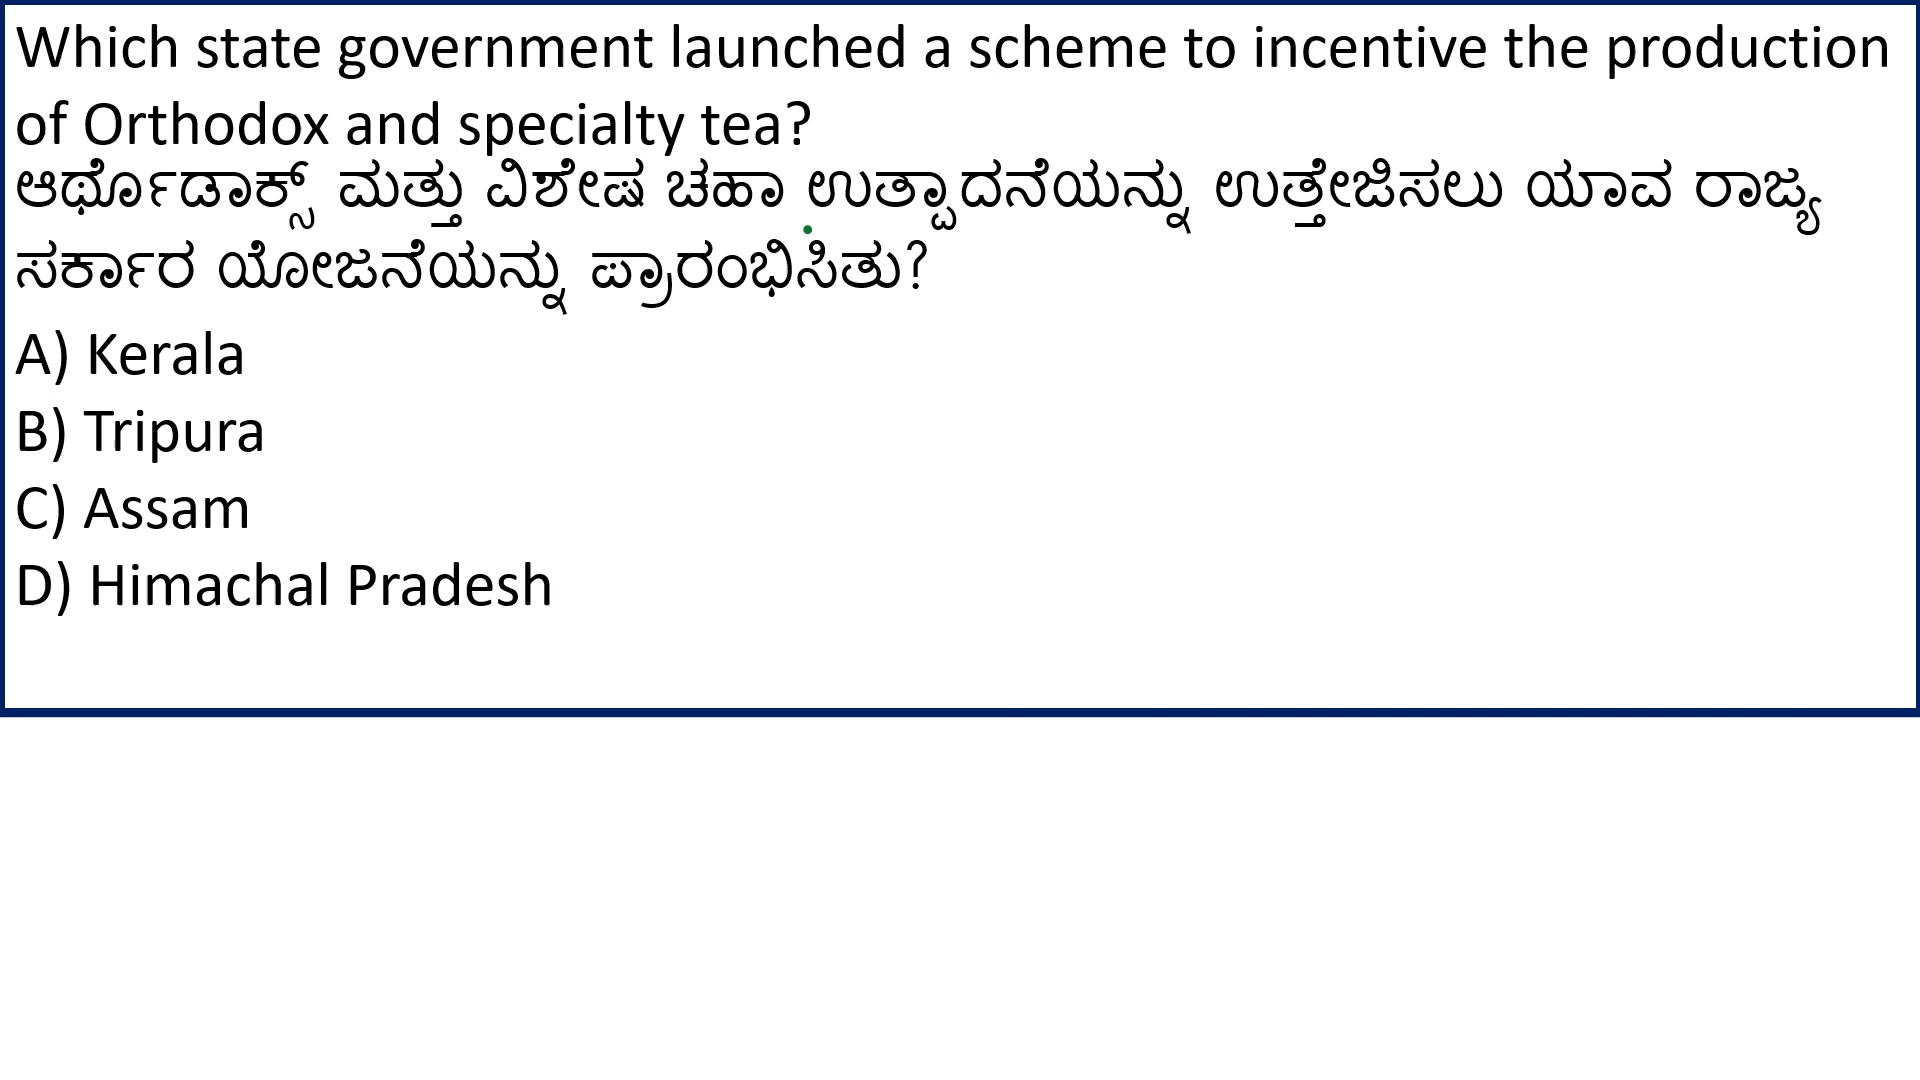 Which state government launched a scheme to incentive the production
of Orthodox and specialty tea?
ಆರ್ಥೊಡಾಕ್ಸ್ ಮತ್ತು ವಿಶೇಷ ಚಹಾ ಉತ್ಪಾದನೆಯನ್ನು ಉತ್ತೇಜಿಸಲು ಯಾವ ರಾಜ್ಯ
ಸರ್ಕಾರ ಯೋಜನೆಯನ್ನು ಪ್ರಾರಂಭಿಸಿತು?
A) Kerala
B) Tripura
C) Assam
D) Himachal Pradesh